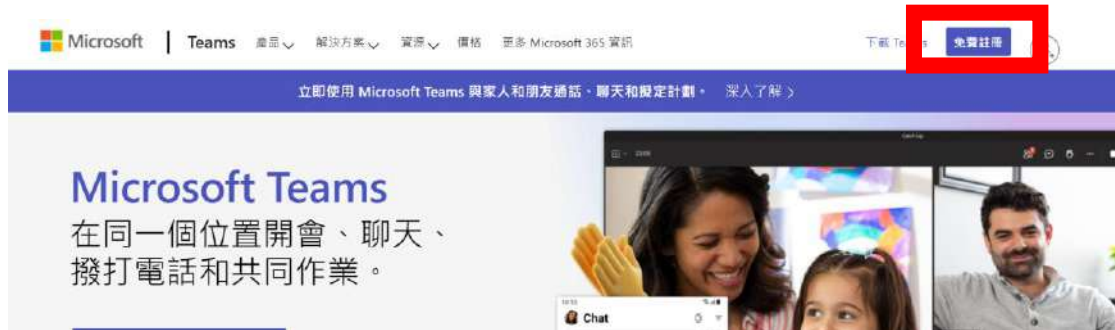 Microsoft | Teams 產品 解決方案 資源 價格 更多 Microsoft 365 資訊 下載 Te s 免費註冊
立即使用 Microsoft Teams 與家人和朋友通話、聊天和擬定計劃。 深入了解
Microsoft Teams
在同一個位置開會、聊天、
撥打電話和共同作業。
Chat